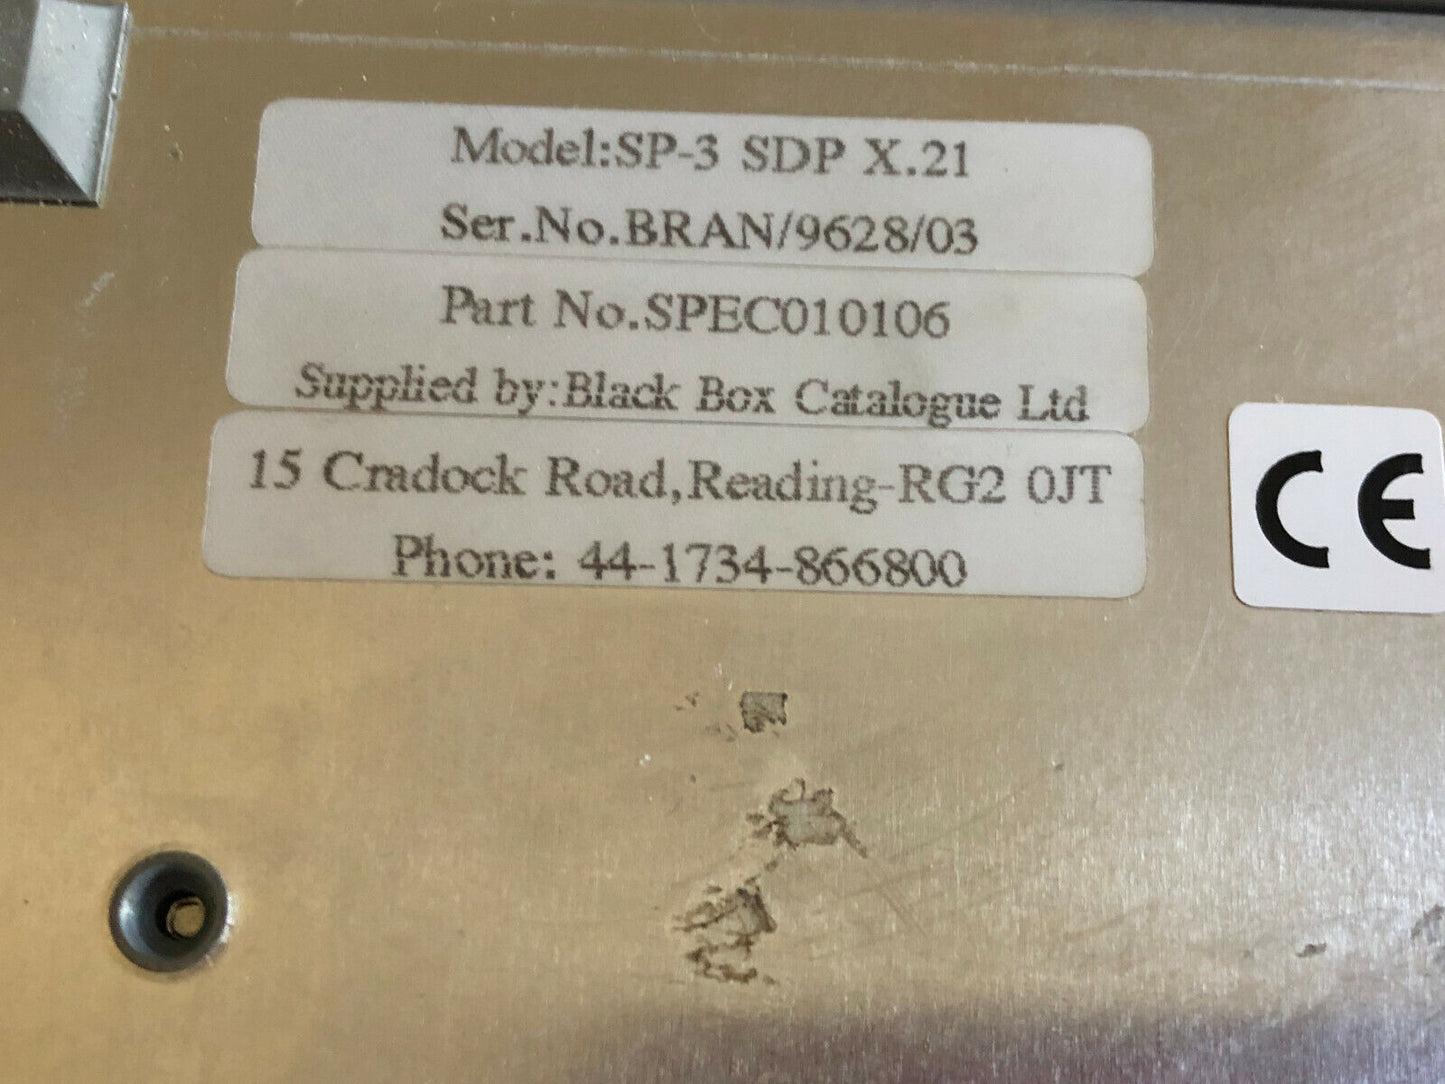 Model:SP-3 SDP X.21
Ser.No.BRAN/9628/03
Part No.SPEC010106
Supplied by:Black Box Catalogue Ltd
15 Cradock Road,Reading-RG2 0JT
Phone: 44-1734-866800
CE